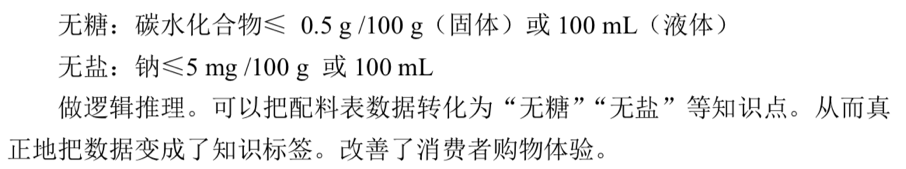 无糖：碳水化合物≤ 0.5 g /100 g（固体）或 100 mL（液体）
无盐：钠≤5 mg /100 g 或 100 mL
做逻辑推理。可以把配料表数据转化为“无糖”“无盐”等知识点。从而真
正地把数据变成了知识标签。改善了消费者购物体验。